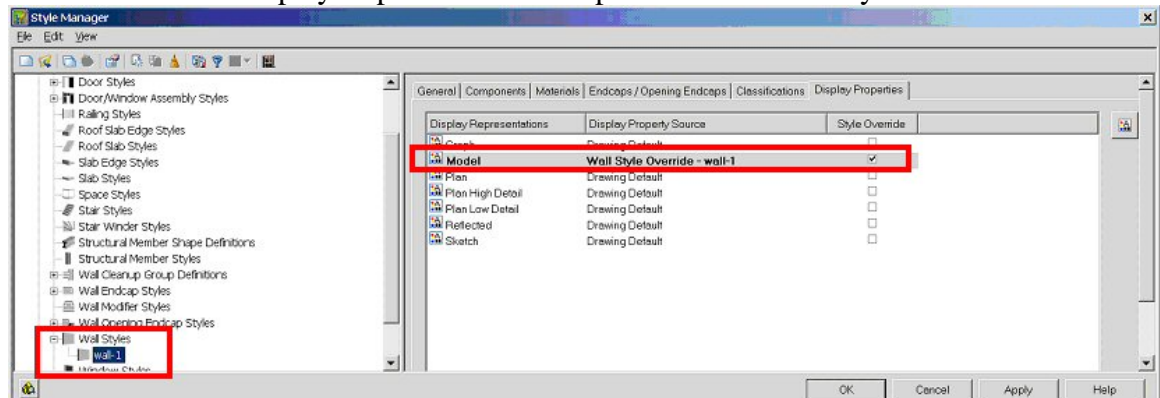 Style Manager
File Edit View
Door Styles
Door/Window Assembly Styles
Railing Styles
Roof Slab Edge Styles
Roof Slab Styles
Slab Edge Styles
Slab Styles
Space Styles
Stair Styles
Stair Winder Styles
Structural Member Shape Definitions
Structural Member Styles
Wall Cleanup Group Definitions
Wall Endcap Styles
Wall Modifier Styles
Wall Opening Endcap Styles
Wall Styles
wall-1
Window Styles
General Components Materials Endcaps / Opening Endcaps Classifications Display Properties
Display Representations Display Property Source Style Override
Graph Drawing Default
Model Wall Style Override - wall-1
Plan Drawing Default
Plan High Detail Drawing Default
Plan Low Detail Drawing Default
Reflected Drawing Default
Sketch Drawing Default
OK Cancel Apply Help